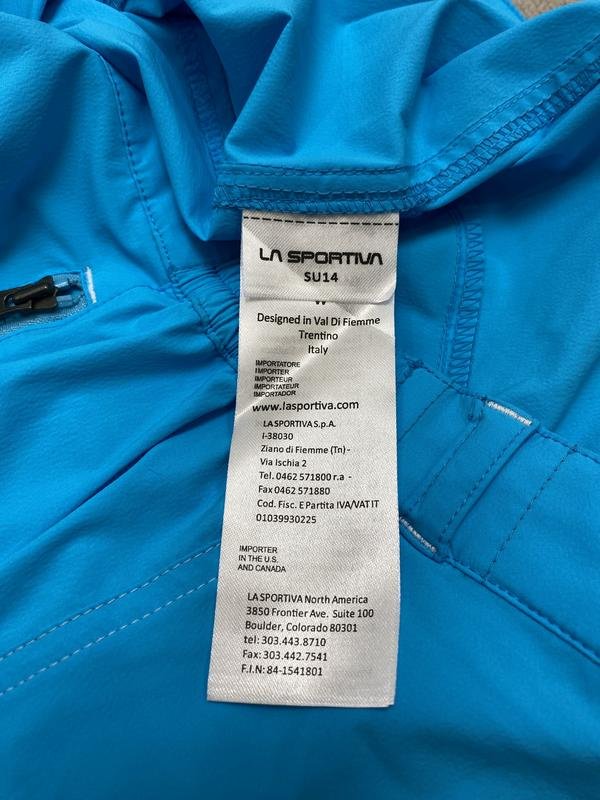 LA SPORTIVA
SU14
Designed in Val Di Fiemme
Trentino
Italy
IMPORTATORE
IMPORTER
IMPORTEUR
IMPORTATEUR
IMPORTADOR
www.lasportiva.com
LA SPORTIVA S.p.A.
I-38030
Ziano di Fiemme (Tn) -
Via Ischia 2
Tel. 0462 571800 r.a -
Fax 0462 571880
Cod. Fisc. E Partita IVA/VAT IT
01039930225
IMPORTER
IN THE U.S.
AND CANADA
LA SPORTIVA North America
3850 Frontier Ave. Suite 100
Boulder, Colorado 80301
tel: 303.443.8710
Fax: 303.442.7541
F.I.N: 84-1541801